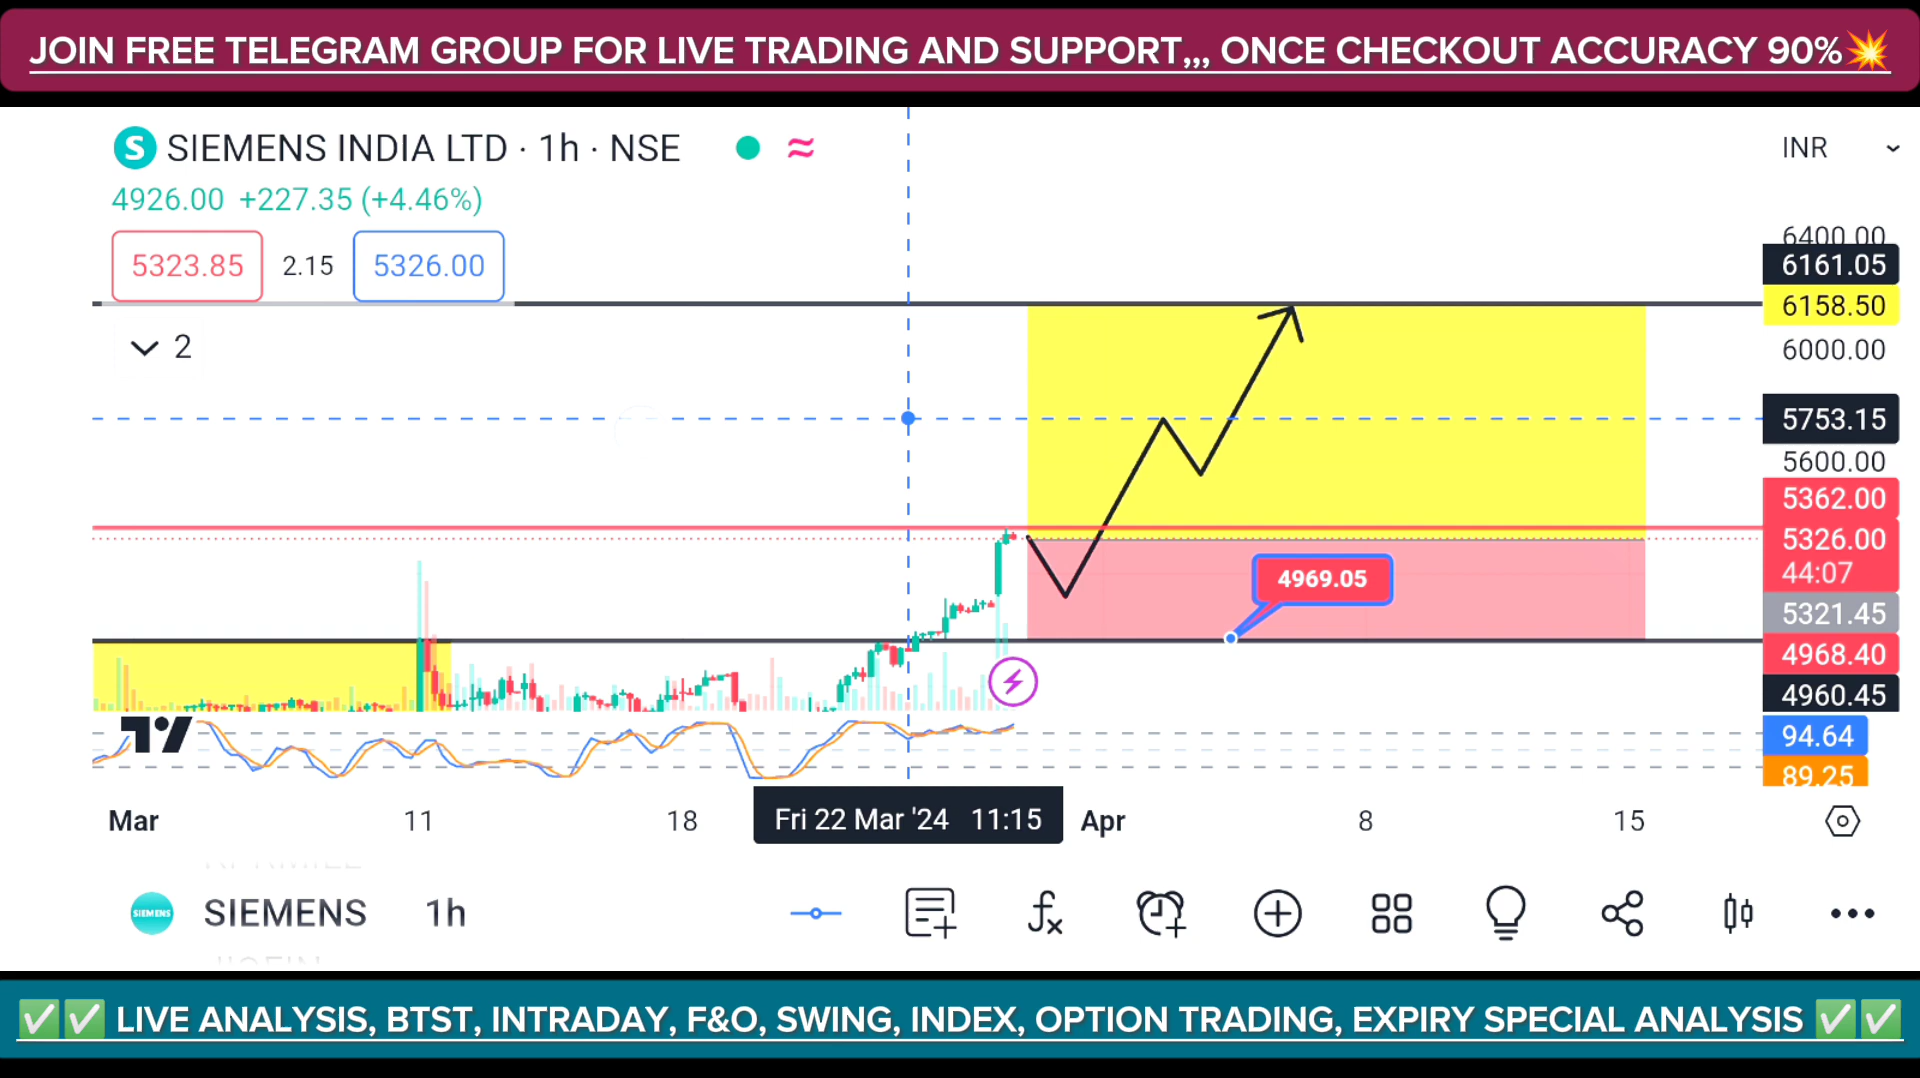 JOIN FREE TELEGRAM GROUP FOR LIVE TRADING AND SUPPORT,,, ONCE CHECKOUT ACCURACY 90%💥
S SIEMENS INDIA LTD · 1h · NSE
INR
4926.00 +227.35 (+4.46%)
5323.85 2.15 5326.00
6400.00
6161.05
6158.50
2
6000.00
5753.15
5600.00
5362.00
5326.00
44:07
4969.05
5321.45
4968.40
4960.45
94.64
89.25
Mar 11 18 Fri 22 Mar '24 11:15 Apr 8 15
SIEMENS SIEMENS 1h
✅✅ LIVE ANALYSIS, BTST, INTRADAY, F&O, SWING, INDEX, OPTION TRADING, EXPIRY SPECIAL ANALYSIS ✅✅